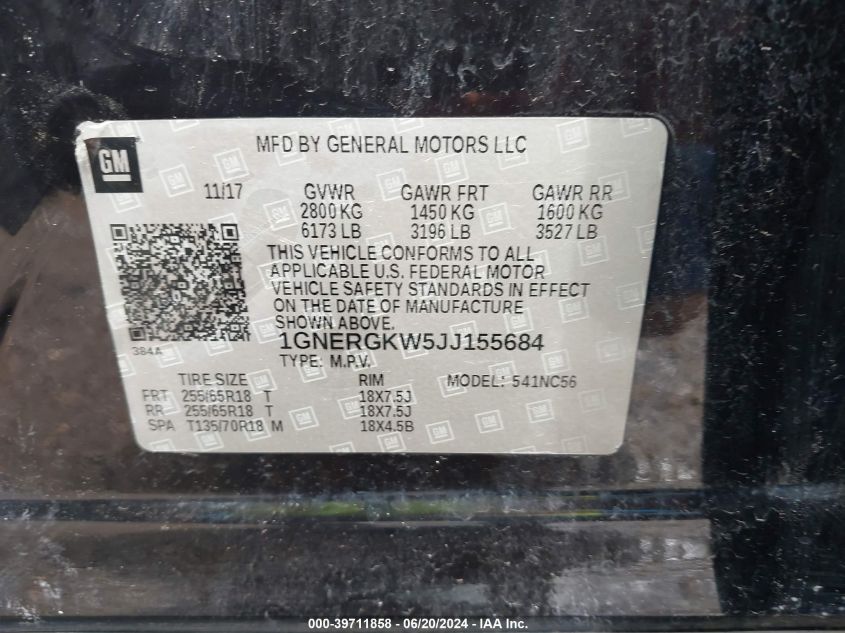 GM
MFD BY GENERAL MOTORS LLC
11/17 GVWR GAWR FRT GAWR RR
2800 KG 1450 KG 1600 KG
6173 LB 3196 LB 3527 LB
THIS VEHICLE CONFORMS TO ALL
APPLICABLE U.S. FEDERAL MOTOR
VEHICLE SAFETY STANDARDS IN EFFECT
ON THE DATE OF MANUFACTURE
SHOWN ABOVE.
384A
1GNERGKW5JJ155684
TYPE: M.P.V.
TIRE SIZE RIM MODEL: 541NC56
FRT 255/65R18 T 18X7.5J
RR 255/65R18 T 18X7.5J
SPA T135/70R18 M 18X4.5B
000-39711858 - 06/20/2024 - IAA Inc.